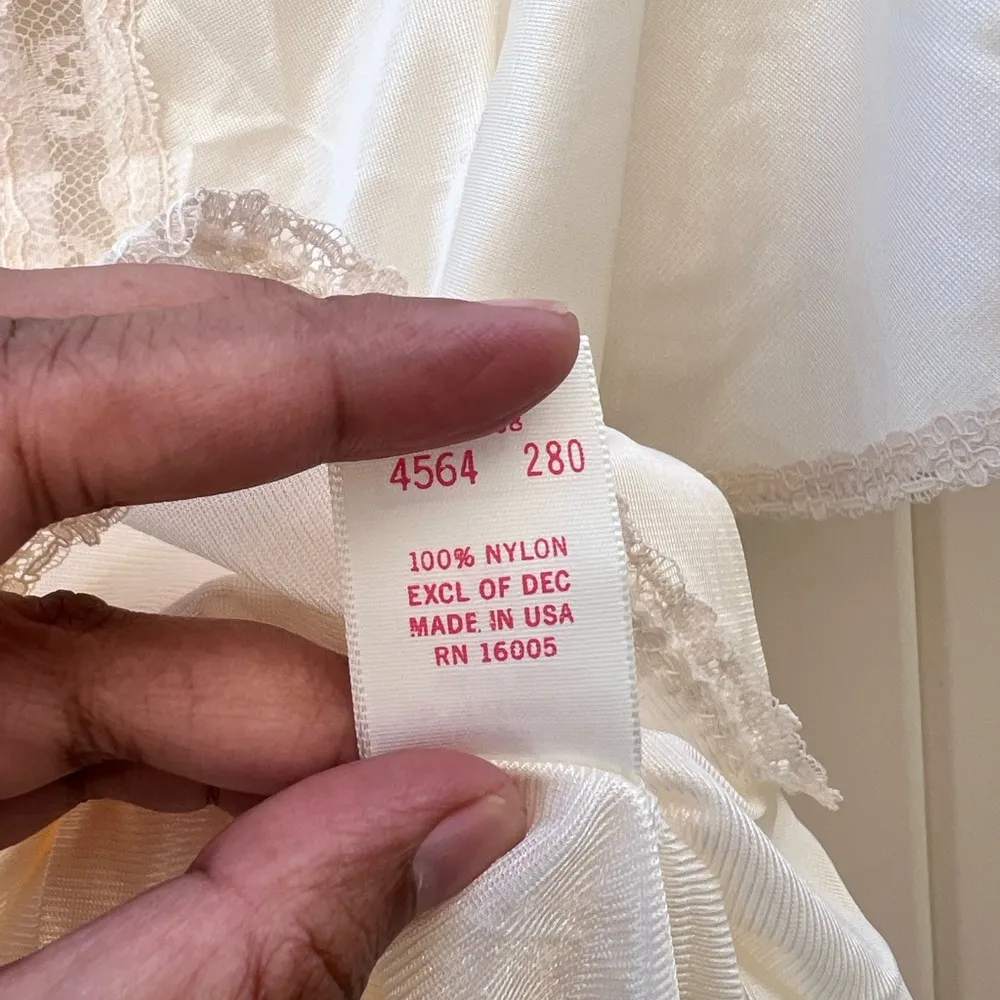 4564 280
100% NYLON
EXCL OF DEC
MADE IN USA
RN 16005